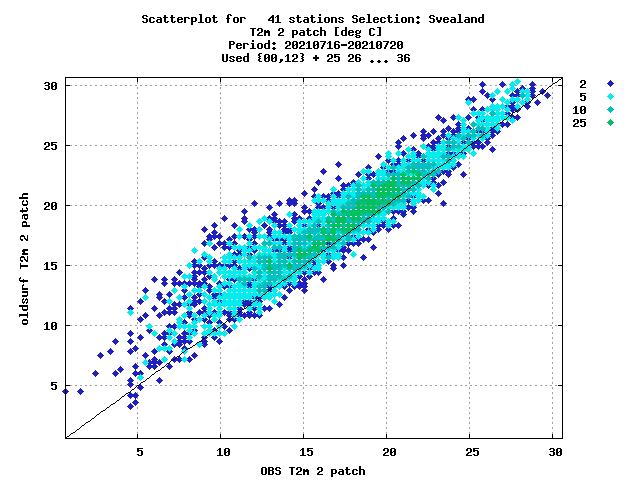 Scatterplot for   41 stations Selection: Svealand
T2m 2 patch [deg C]
Period: 20210716-20210720
Used {00,12} + 25 26 ... 36
2
5
10
25
30
25
20
15
10
5
oldsurf T2m 2 patch
5 10 15 20 25 30
OBS T2m 2 patch